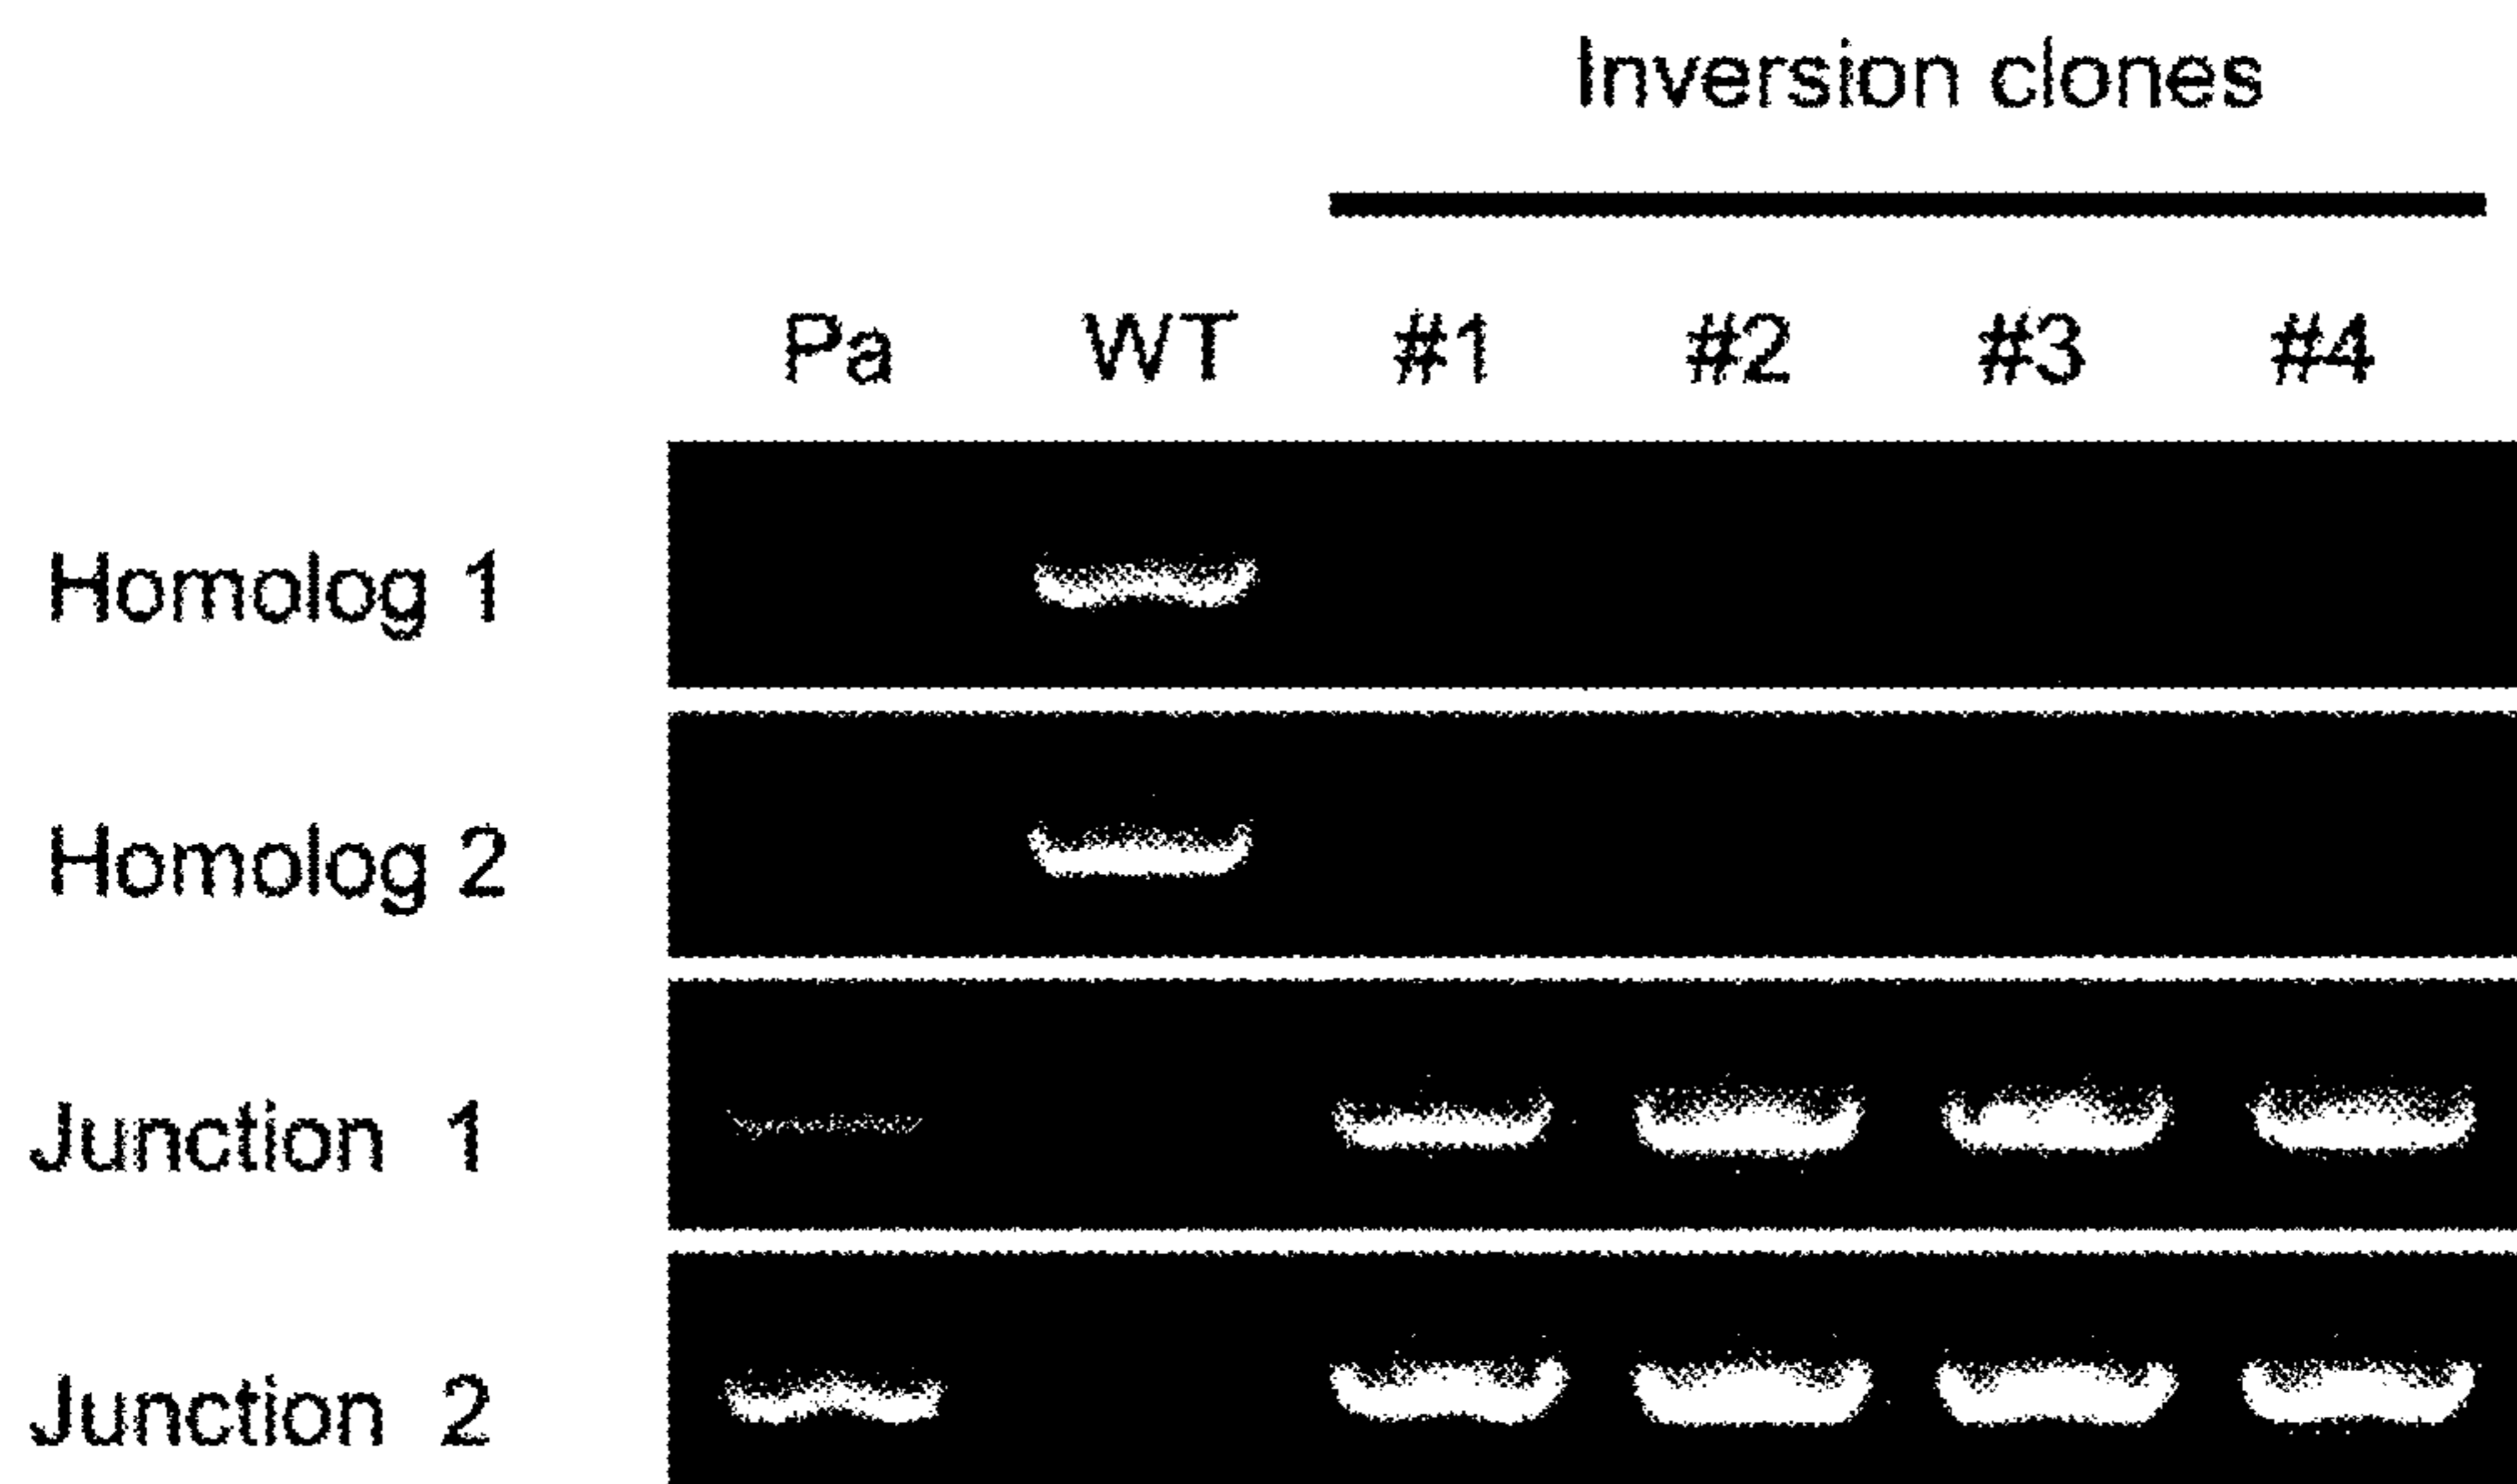 Inversion clones
Pa WT #1 #2 #3 #4
Homolog 1
Homolog 2
Junction 1
Junction 2